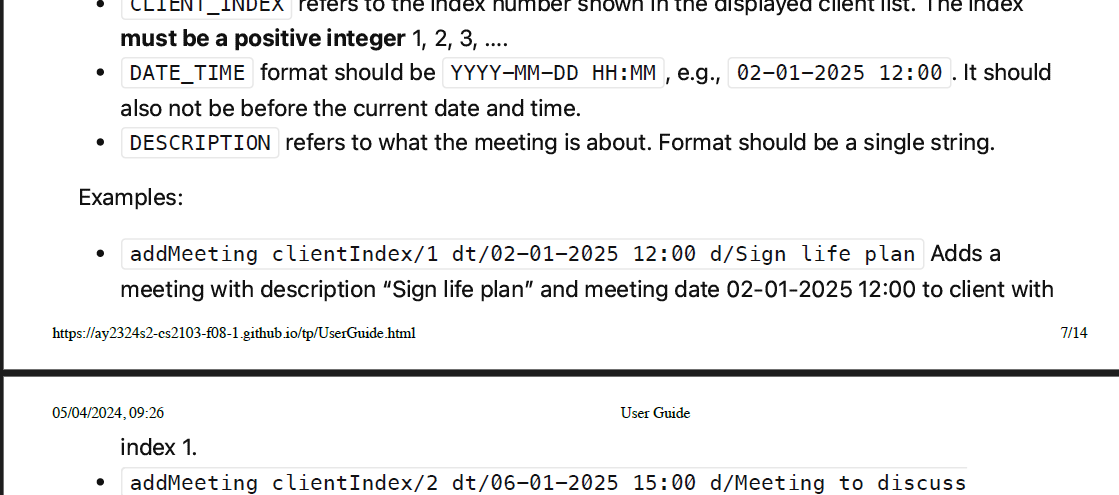 CLIENT_INDEX refers to the index number shown in the displayed client list. The index
must be a positive integer 1, 2, 3, ....
• DATE_TIME format should be YYYY-MM-DD HH:MM, e.g., 02-01-2025 12:00. It should
also not be before the current date and time.
• DESCRIPTION refers to what the meeting is about. Format should be a single string.
Examples:
• addMeeting clientIndex/1 dt/02-01-2025 12:00 d/Sign life plan Adds a
meeting with description “Sign life plan” and meeting date 02-01-2025 12:00 to client with
https://ay2324s2-cs2103-f08-1.github.io/tp/UserGuide.html 7/14
05/04/2024, 09:26 User Guide
index 1.
• addMeeting clientIndex/2 dt/06-01-2025 15:00 d/Meeting to discuss